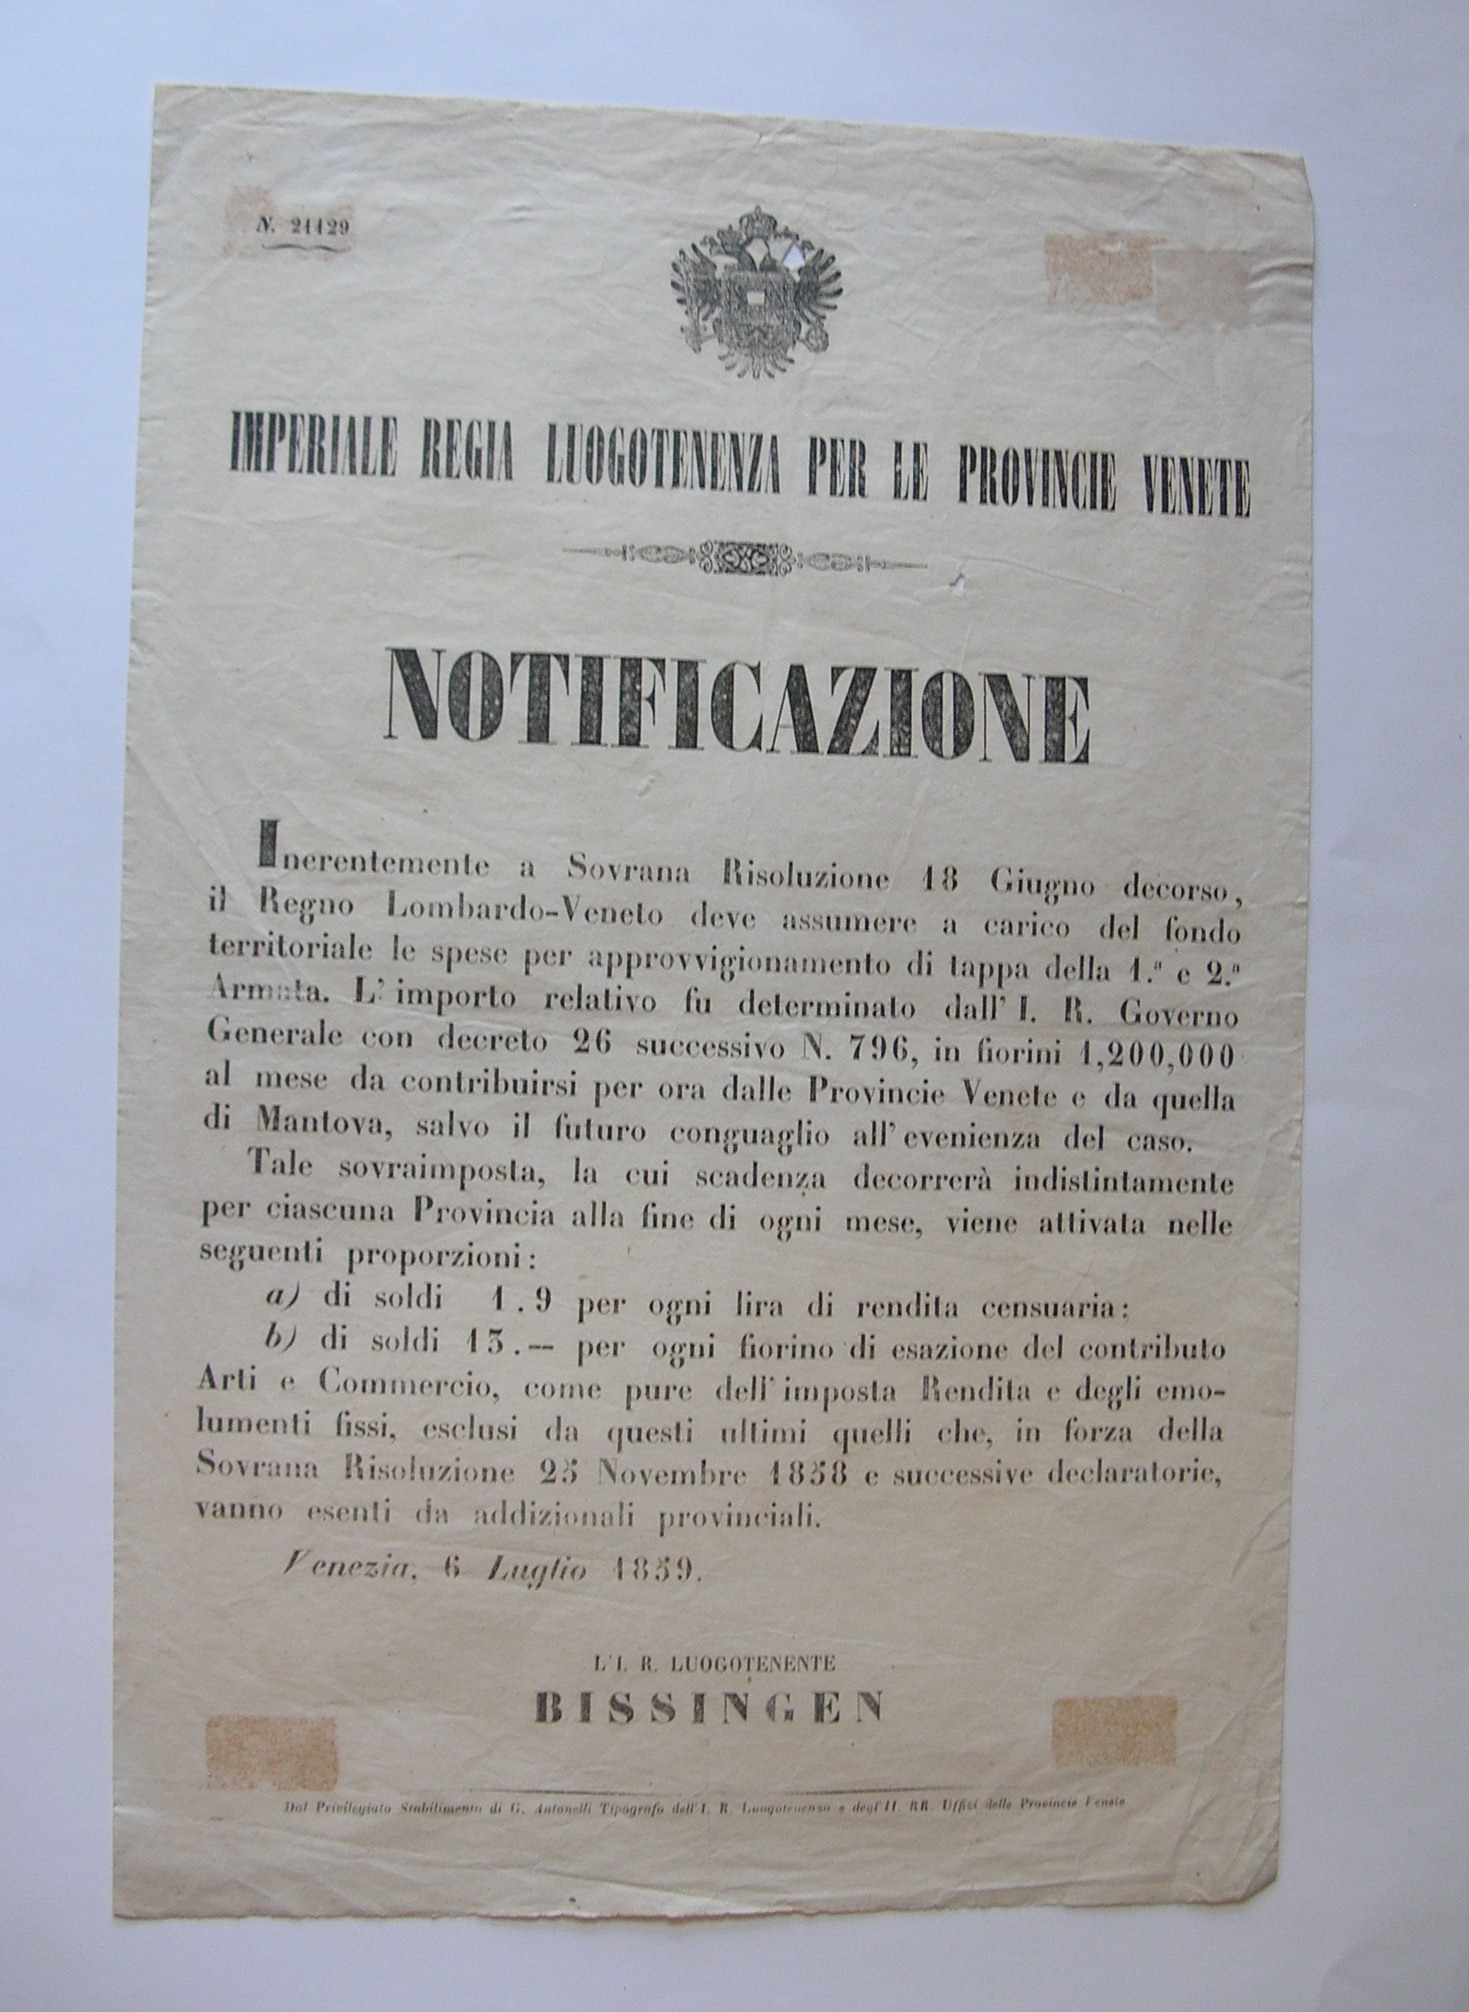 N. 21129
IMPERIALE REGIA LUOGOTENENZA PER LE PROVINCIE VENETE
NOTIFICAZIONE
Inerentemente a Sovrana Risoluzione 18 Giugno decorso,
il Regno Lombardo-Veneto deve assumere a carico del fondo
territoriale le spese per approvvigionamento di tappa della 1.ª e 2.ª
Armata. L' importo relativo fu determinato dall' I. R. Governo
Generale con decreto 26 successivo N. 796, in fiorini 1,200,000
al mese da contribuirsi per ora dalle Provincie Venete e da quella
di Mantova, salvo il futuro conguaglio all' evenienza del caso.
Tale sovraimposta, la cui scadenza decorrerà indistintamente
per ciascuna Provincia alla fine di ogni mese, viene attivata nelle
seguenti proporzioni:
a) di soldi 1 . 9 per ogni lira di rendita censuaria;
b) di soldi 13 . — per ogni fiorino di esazione del contributo
Arti e Commercio, come pure dell' imposta Rendita e degli emo-
lumenti fissi, esclusi da questi ultimi quelli che, in forza della
Sovrana Risoluzione 25 Novembre 1858 e successive declaratorie,
vanno esenti da addizionali provinciali.
Venezia, 6 Luglio 1859.
L' I. R. LUOGOTENENTE
BISSINGEN
Dal Privilegiato Stabilimento di G. Antonelli Tipografo dell' I. R. Luogotenenza e degl' II. RR. Uffizi delle Provincie Venete